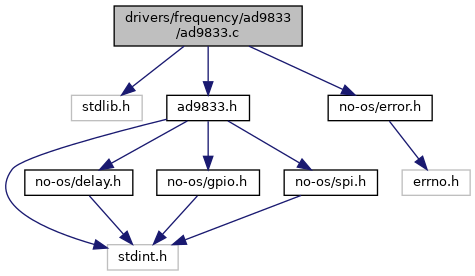 drivers/frequency/ad9833
/ad9833.c
stdlib.h
ad9833.h
no-os/error.h
no-os/delay.h
no-os/gpio.h
no-os/spi.h
errno.h
stdint.h